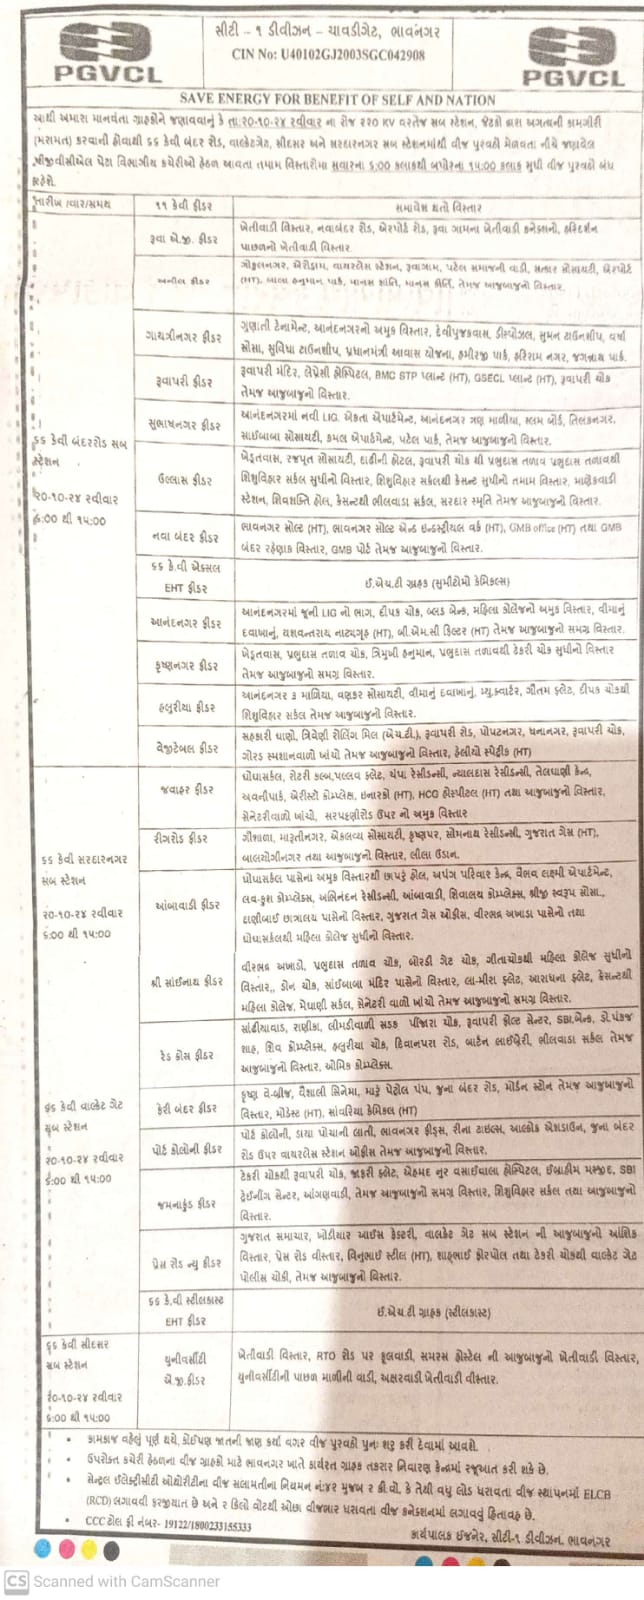 સીટી - ૧ ડીવીઝન - ચાવડીગેટ, ભાવનગર
CIN No: U40102GJ2003SGC042908
PGVCL
PGVCL
SAVE ENERGY FOR BENEFIT OF SELF AND NATION
આથી અમારા માનવંતા ગ્રાહકોને જણાવવાનું કે તા:૨૦-૧૦-૨૪ રવીવાર ના રોજ ૨૨૦ KV વરતેજ સબ સ્ટેશન, જેટકો દ્વારા અગત્યની કામગીરી
(મરામત) કરવાની હોવાથી ૬૬ કેવી બંદર રોડ, વાલ્કેટગેટ, સીદસર અને સરદારનગર સબ સ્ટેશનમાંથી વીજ પુરવઠો મેળવતા નીચે જણાવેલ
પીજીવીસીએલ પેટા વિભાગીય કચેરીઓ હેઠળ આવતા તમામ વિસ્તારોમા સવારના ૬:૦૦ કલાકથી બપોરના ૧૫:૦૦ કલાક સુધી વીજ પુરવઠો બંધ
રહેશે.
તારીખ /વાર/સમય ૧૧ કેવી ફીડર સમાવેશ થતો વિસ્તાર
૬૬ કેવી બંદરરોડ સબ
સ્ટેશન
૨૦-૧૦-૨૪ રવીવાર
૬:૦૦ થી ૧૫:૦૦
રૂવા એ.જી. ફીડર
ખેતીવાડી વિસ્તાર, નવાબંદર રોડ, એરપોર્ટ રોડ, રૂવા ગામના ખેતીવાડી કનેક્શનો, હરિદર્શન
પાછળનો ખેતીવાડી વિસ્તાર.
અનીલ ફીડર
ગોકુલનગર, એરોડ્રામ, વાયરલેસ સ્ટેશન, રૂવાગામ, પટેલ સમાજની વાડી, સત્કાર સોસાયટી, એરપોર્ટ
(HT), બાલા હનુમાન પાર્ક, માનસ શાંતિ, માનસ કીર્તિ, તેમજ આજુબાજુનો વિસ્તાર.
ગાયત્રીનગર ફીડર
ગુણાતી ટેનામેન્ટ, આનંદનગરનો અમુક વિસ્તાર, દેવીપુજકવાસ, ડીસ્પોઝલ, સુમન ટાઉનશીપ, વર્ષા
સોસા, સુવિધા ટાઉનશીપ, પ્રધાનમંત્રી આવાસ યોજના, હમીરજી પાર્ક, હરિરામ નગર, જગન્નાથ પાર્ક.
રૂવાપરી ફીડર
રૂવાપરી મંદિર, લેપ્રેસી હોસ્પિટલ, BMC STP પ્લાન્ટ (HT), GSECL પ્લાન્ટ (HT), રૂવાપરી ચોક
તેમજ આજુબાજુનો વિસ્તાર.
સુભાષનગર ફીડર
આનંદનગરમાં નવી LIG, એકતા એપાર્ટમેન્ટ, આનંદનગર ત્રણ માળીયા, સ્લમ બોર્ડ, તિલકનગર,
સાઈબાબા સોસાયટી, કમલ એપાર્ટમેન્ટ, પટેલ પાર્ક, તેમજ આજુબાજુનો વિસ્તાર.
ઉલ્લાસ ફીડર
ખેડૂતવાસ, રજપૂત સોસાયટી, દાઢીની હોટલ, રૂવાપરી ચોક થી પ્રભુદાસ તળાવ પ્રભુદાસ તળાવથી
શિશુવિહાર સર્કલ સુધીનો વિસ્તાર, શિશુવિહાર સર્કલથી ક્રેસન્ટ સુધીનો તમામ વિસ્તાર, માણેકવાડી
સ્ટેશન, શિવશક્તિ હોલ, ક્રેસન્ટથી ભીલવાડા સર્કલ, સરદાર સ્મૃતિ તેમજ આજુબાજુનો વિસ્તાર.
નવા બંદર ફીડર
ભાવનગર સોલ્ટ (HT), ભાવનગર સોલ્ટ એન્ડ ઇન્ડસ્ટ્રીયલ વર્ક (HT), GMB office (HT) તથા GMB
બંદર રહેણાક વિસ્તાર, GMB પોર્ટ તેમજ આજુબાજુનો વિસ્તાર.
૬૬ કે.વી એક્સલ
EHT ફીડર
ઈ.એચ.ટી ગ્રાહક (સુમીટોમો કેમિકલ્સ)
આનંદનગર ફીડર
આનંદનગરમાં જૂની LIG નો ભાગ, દીપક ચોક, બ્લડ બેન્ક, મહિલા કોલેજનો અમુક વિસ્તાર, વીમાનું
દવાખાનું, યશવન્તરાય નાટ્યગૃહ (HT), બી.એમ.સી ફિલ્ટર (HT) તેમજ આજુબાજુનો સમગ્ર વિસ્તાર.
કૃષ્ણનગર ફીડર
ખેડૂતવાસ, પ્રભુદાસ તળાવ ચોક, ત્રિમુખી હનુમાન, પ્રભુદાસ તળાવથી ટેકરી ચોક સુધીનો વિસ્તાર
તેમજ આજુબાજુનો સમગ્ર વિસ્તાર.
હલુરીયા ફીડર
આનંદનગર ૩ માળિયા, વણકર સોસાયટી, વીમાનું દવાખાનું, મ્યુ.ક્વાર્ટર, ગૌતમ ફ્લેટ, દીપક ચોકથી
શિશુવિહાર સર્કલ તેમજ આજુબાજુનો વિસ્તાર.
વેજીટેબલ ફીડર
સહકારી ઘાણો, ત્રિવેણી રોલિંગ મિલ (એચ.ટી.), રૂવાપરી રોડ, પોપટનગર, ધનાનગર, રૂવાપરી ચોક,
ગોરડ સ્મશાનવાળો ખાંચો તેમજ આજુબાજુનો વિસ્તાર, (HT)
૬૬ કેવી સરદારનગર
સબ સ્ટેશન
૨૦-૧૦-૨૪ રવીવાર
૬:૦૦ થી ૧૫:૦૦
જવાહર ફીડર
ઘોઘાસર્કલ, રોટરી ક્લબ,પલ્લવ ફ્લેટ, ચંપા રેસીડન્સી, ન્યાલદાસ રેસીડન્સી, તેલઘાણી કેન્દ્ર,
અવનીપાર્ક, એરીસ્ટો કોમ્પ્લેક્ષ, ઇનારકો (HT), HCG હોસ્પીટલ (HT) તથા આજુબાજુનો વિસ્તાર,
સેનેટરીવાળો ખાંચો, સરપટ્ટણીરોડ ઉપર નો અમુક વિસ્તાર
રીંગરોડ ફીડર
ગૌશાળા, મારૂતીનગર, એકલવ્ય સોસાયટી, કૃષ્ણપરા, સોમનાથ રેસીડન્સી, ગુજરાત ગેસ (HT),
બાલયોગીનગર તથા આજુબાજુનો વિસ્તાર, લીલા ઉડાન.
આંબાવાડી ફીડર
ઘોઘાસર્કલ પાસેના અમુક વિસ્તારથી છાપરૂ હોલ, અપંગ પરિવાર કેન્દ્ર, વૈભવ લક્ષ્મી એપાર્ટમેન્ટ,
લવ-કુશ કોમ્પ્લેક્ષ, અભિનંદન રેસીડન્સી, આંબાવાડી, શિવાલય કોમ્પ્લેક્ષ, શ્રીજી સ્વરૂપ સોસા.,
દાણીબાઈ છાત્રાલય પાસેનો વિસ્તાર, ગુજરાત ગેસ ઓફીસ, વીરભદ્ર અખાડા પાસેનો તથા
ઘોઘાસર્કલથી મહિલા કોલેજ સુધીનો વિસ્તાર.
શ્રી સાંઈનાથ ફીડર
વીરભદ્ર અખાડો, પ્રભુદાસ તળાવ ચોક, બોરડી ગેટ ચોક, ગીતાચોકથી મહિલા કોલેજ સુધીનો
વિસ્તાર,, ડોન ચોક, સાંઈબાબા મંદિર પાસેનો વિસ્તાર, લા-મીરા ફ્લેટ, આરાધના ફ્લેટ, ક્રેસન્ટથી
મહિલા કોલેજ, મેઘાણી સર્કલ, સેનેટરી વાળો ખાંચો તેમજ આજુબાજુનો સમગ્ર વિસ્તાર.
૬૬ કેવી વાલ્કેટ ગેટ
સબ સ્ટેશન
૨૦-૧૦-૨૪ રવીવાર
૬:૦૦ થી ૧૫:૦૦
રેડ ક્રોસ ફીડર
સાંઢીયાવાડ, રાણીકા, લીમડીવાળી સડક પીંજારા ચોક, રૂવાપરી હોલ્ટ સેન્ટર, SBI.બેન્ક, ડૉ.પંકજ
શાહ, શિવ કોમ્પ્લેક્ષ, હલુરીયા ચોક, દિવાનપરા રોડ, બાર્ટન લાઈબ્રેરી, ભીલવાડા સર્કલ તેમજ
આજુબાજુનો વિસ્તાર, ઓમિક કોમ્પ્લેક્સ.
ફેરી બંદર ફીડર
કૃષ્ણ વે-બ્રીજ, વૈશાલી સિનેમા, મારૂ પેટ્રોલ પંપ, જુના બંદર રોડ, મોર્ડન સ્ટોન તેમજ આજુબાજુનો
વિસ્તાર, મોડેસ્ટ (HT), સાંવરિયા કેમિકલ (HT)
પોર્ટ કોલોની ફીડર
પોર્ટ કોલોની, ડાયા પોચાની લાતી, ભાવનગર ફીડ્સ, રીના ટાઇલ્સ, આલ્કોક એશડાઉન, જુના બંદર
રોડ ઉપર વાયરલેસ સ્ટેશન ઓફીસ તેમજ આજુબાજુનો વિસ્તાર.
જમનાકુંડ ફીડર
ટેકરી ચોકથી રૂવાપરી ચોક, જાફરી ફ્લેટ, એહમદ નુર વસાઈવાલા હોસ્પિટલ, ઈબ્રાહીમ મસ્જીદ, SBI
ટ્રેઈનીંગ સેન્ટર, આંગણવાડી, તેમજ આજુબાજુનો સમગ્ર વિસ્તાર, શિશુવિહાર સર્કલ તથા આજુબાજુનો
વિસ્તાર.
પ્રેસ રોડ ન્યુ ફીડર
ગુજરાત સમાચાર, ખોડીયાર આઈસ ફેક્ટરી, વાલ્કેટ ગેટ સબ સ્ટેશન ની આજુબાજુનો આંશિક
વિસ્તાર, પ્રેસ રોડ વીસ્તાર, વિનુભાઈ સ્ટીલ (HT), શાહભાઈ ફોરપોલ તથા ટેકરી ચોકથી વાલ્કેટ ગેટ
પોલીસ ચોકી, તેમજ આજુબાજુનો વિસ્તાર.
૬૬ કે.વી સ્ટીલકાસ્ટ
EHT ફીડર
ઈ.એચ.ટી ગ્રાહક (સ્ટીલકાસ્ટ)
૬૬ કેવી સીદસર
સબ સ્ટેશન
૨૦-૧૦-૨૪ રવીવાર
૬:૦૦ થી ૧૫:૦૦
યુનીવર્સીટી
એ.જી.ફીડર
ખેતીવાડી વિસ્તાર, RTO રોડ પર ફૂલવાડી, સમરસ હોસ્ટેલ ની આજુબાજુનો ખેતીવાડી વિસ્તાર,
યુનીવર્સીટીની પાછળ માળીની વાડી, અક્ષરવાડી ખેતીવાડી વીસ્તાર.
• કામકાજ વહેલું પૂર્ણ થયે, કોઈપણ જાતની જાણ કર્યા વગર વીજ પુરવઠો પુનઃ શરૂ કરી દેવામાં આવશે.
• ઉપરોક્ત કચેરી હેઠળના વીજ ગ્રાહકો માટે ભાવનગર ખાતે કાર્યરત ગ્રાહક તકરાર નિવારણ કેન્દ્રમાં રજૂઆત કરી શકે છે.
• સેન્ટ્રલ ઈલેક્ટ્રીસીટી ઓથોરીટીના વીજ સલામતીના નિયમન નં:૪૨ મુજબ ૨ કી.વો. કે તેથી વધુ લોડ ધરાવતા વીજ સ્થાપનમાં ELCB
(RCD) લગાવવી ફરજીયાત છે અને ૨ કિલો વોટથી ઓછા વીજભાર ધરાવતા વીજ કનેકશનમાં લગાવવું હિતાવહ છે.
• CCC ટોલ ફ્રી નંબર- 19122/1800233155333
કાર્યપાલક ઈજનેર, સીટી-૧ ડીવીઝન, ભાવનગર
CS Scanned with CamScanner